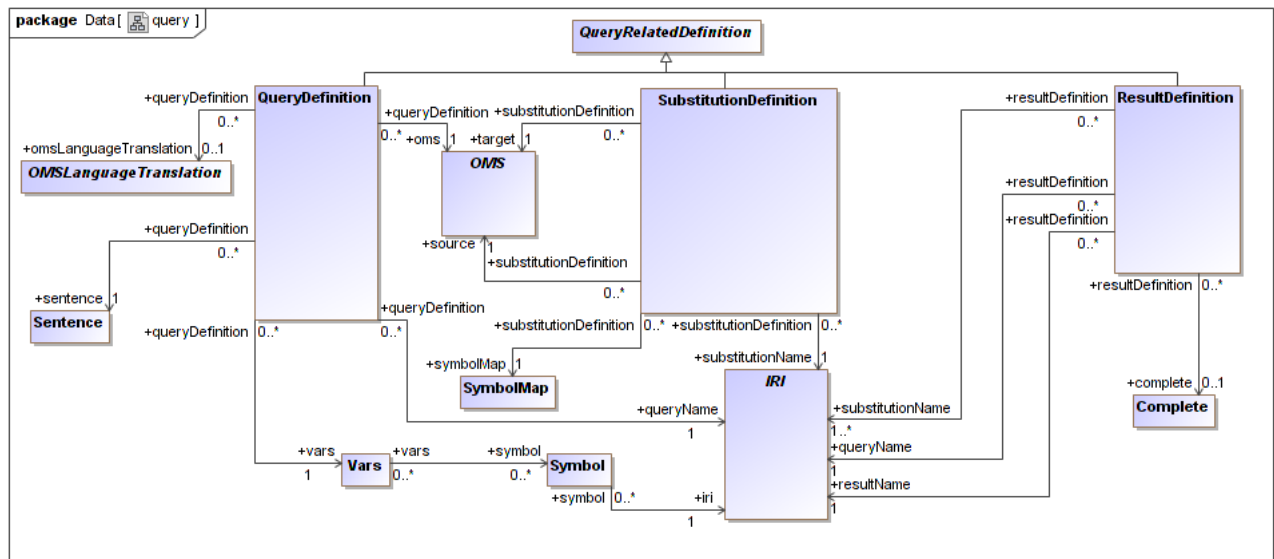 package Data[ query ]
QueryRelatedDefinition
+queryDefinition
0..*
QueryDefinition
+queryDefinition
0..*
+substitutionDefinition
0..*
SubstitutionDefinition
+resultDefinition
0..*
ResultDefinition
+omsLanguageTranslation
0..1
OMSLanguageTranslation
+oms
1
+target
1
OMS
+resultDefinition
0..*
+queryDefinition
0..*
+source
1
+substitutionDefinition
0..*
+resultDefinition
0..*
+resultDefinition
0..*
+sentence
1
Sentence
+queryDefinition
0..*
+queryDefinition
0..*
+substitutionDefinition
0..*
+substitutionDefinition
0..*
+symbolMap
1
SymbolMap
+substitutionName
1
IRI
+complete
0..1
Complete
+queryName
1
+substitutionName
1..*
+vars
1
Vars
+vars
0..*
+symbol
0..*
Symbol
+queryName
1
+symbol
0..*
+iri
1
+resultName
1